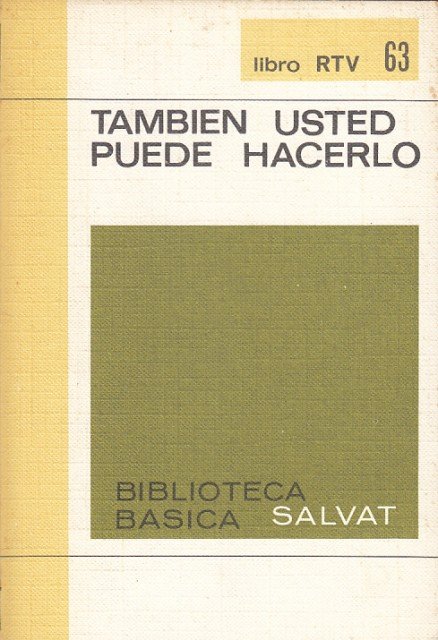 libro RTV 63
TAMBIEN USTED
PUEDE HACERLO
BIBLIOTECA
BASICA SALVAT